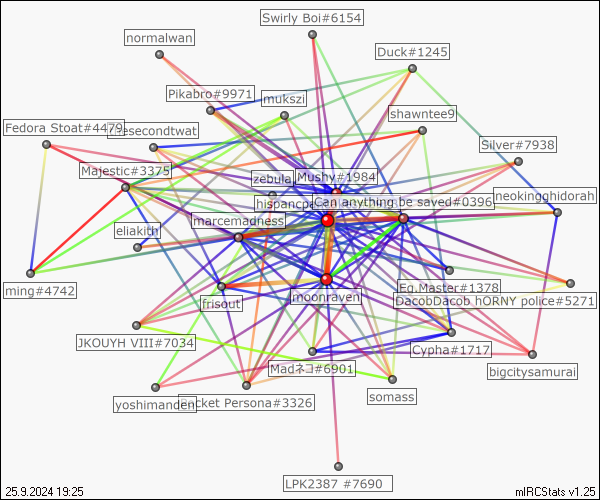 Swirly Boi#6154
normalwan
Duck#1245
Pikabro#9971
mukszi
shawntee9
Fedora Stoat#4479
esecondtwat
Silver#7938
Majestic#3375
zebula
Mushy#1984
neokingghidorah
hispancp
Can anything be saved#0396
marcemadness
eliakith
ming#4742
frisout
moonraven
Eg.Master#1378
DacobDacob hORNY police#5271
JKOUYH VIII#7034
Cypha#1717
Madネコ#6901
bigcitysamurai
somass
yoshimanden
cket Persona#3326
LPK2387 #7690
25.9.2024 19:25
mIRCStats v1.25